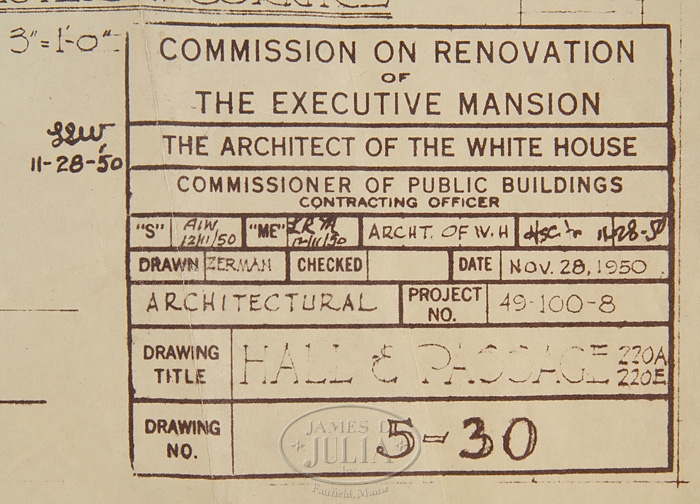 3"=1'-0"
11-28-50
COMMISSION ON RENOVATION
OF
THE EXECUTIVE MANSION
THE ARCHITECT OF THE WHITE HOUSE
COMMISSIONER OF PUBLIC BUILDINGS
CONTRACTING OFFICER
"S" 12/11/50 "ME" 12/11/50 ARCHT. OF W.H 11-28-50
DRAWN ZERMAN CHECKED DATE NOV. 28, 1950
ARCHITECTURAL PROJECT NO. 49-100-8
DRAWING TITLE HALL & PASSAGE 220A 220E
DRAWING NO. 5-30
JAMES D.
JULIA
Inc.
Fairfield, Maine